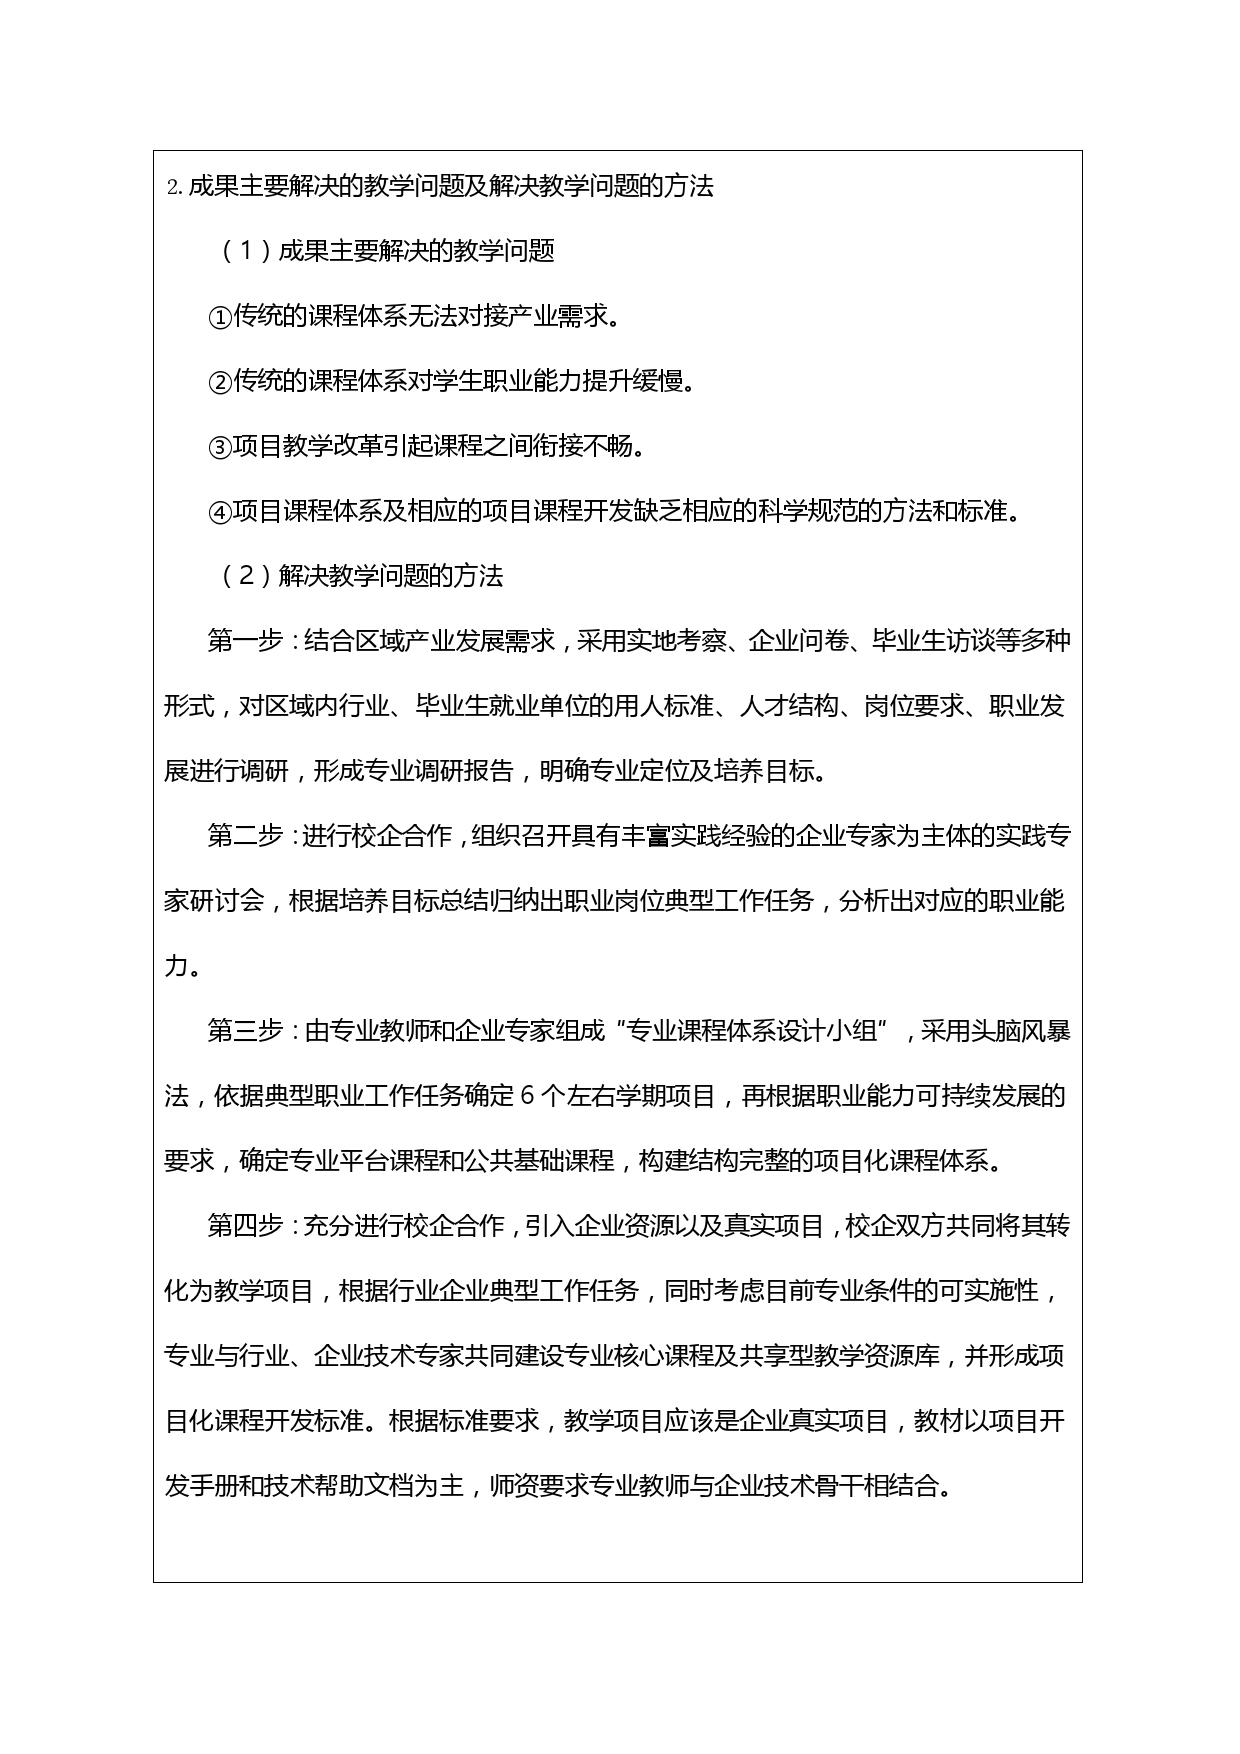 2. 成果主要解决的教学问题及解决教学问题的方法
（1）成果主要解决的教学问题
①传统的课程体系无法对接产业需求。
②传统的课程体系对学生职业能力提升缓慢。
③项目教学改革引起课程之间衔接不畅。
④项目课程体系及相应的项目课程开发缺乏相应的科学规范的方法和标准。
（2）解决教学问题的方法
第一步：结合区域产业发展需求，采用实地考察、企业问卷、毕业生访谈等多种
形式，对区域内行业、毕业生就业单位的用人标准、人才结构、岗位要求、职业发
展进行调研，形成专业调研报告，明确专业定位及培养目标。
第二步：进行校企合作，组织召开具有丰富实践经验的企业专家为主体的实践专
家研讨会，根据培养目标总结归纳出职业岗位典型工作任务，分析出对应的职业能
力。
第三步：由专业教师和企业专家组成“专业课程体系设计小组”，采用头脑风暴
法，依据典型职业工作任务确定 6 个左右学期项目，再根据职业能力可持续发展的
要求，确定专业平台课程和公共基础课程，构建结构完整的项目化课程体系。
第四步：充分进行校企合作，引入企业资源以及真实项目，校企双方共同将其转
化为教学项目，根据行业企业典型工作任务，同时考虑目前专业条件的可实施性，
专业与行业、企业技术专家共同建设专业核心课程及共享型教学资源库，并形成项
目化课程开发标准。根据标准要求，教学项目应该是企业真实项目，教材以项目开
发手册和技术帮助文档为主，师资要求专业教师与企业技术骨干相结合。